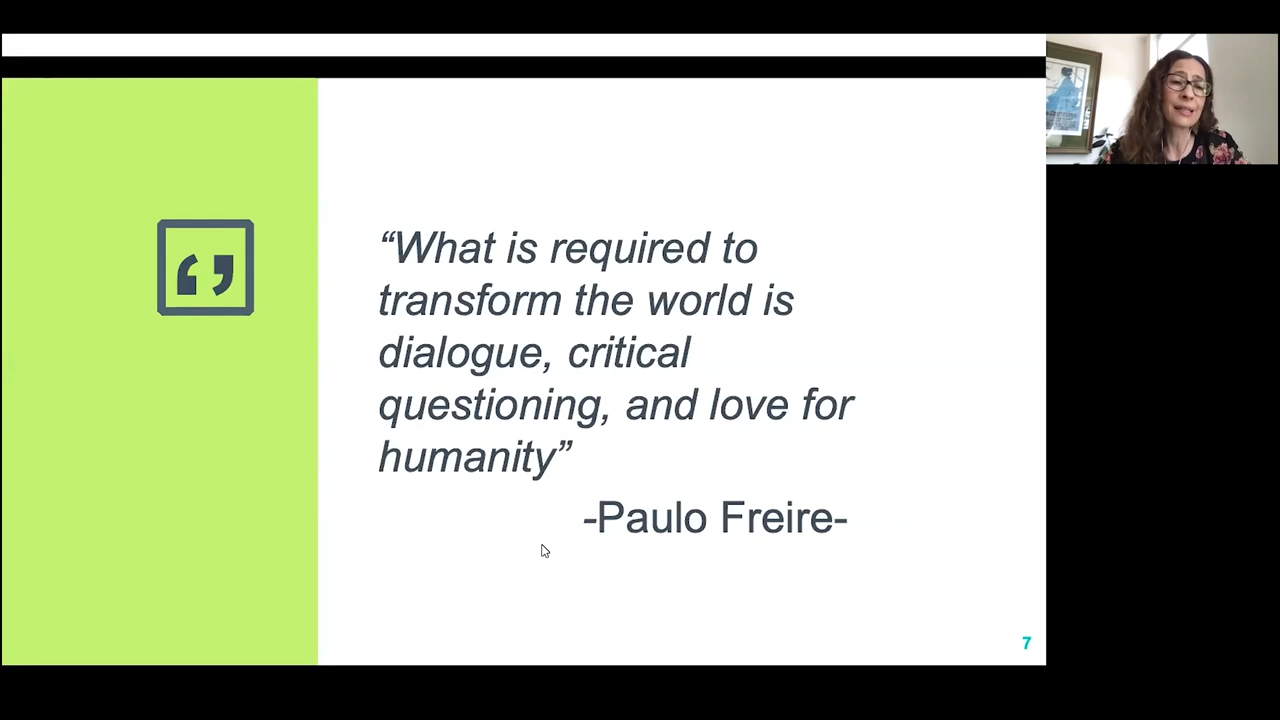 “What is required to
transform the world is
dialogue, critical
questioning, and love for
humanity”
-Paulo Freire-
7